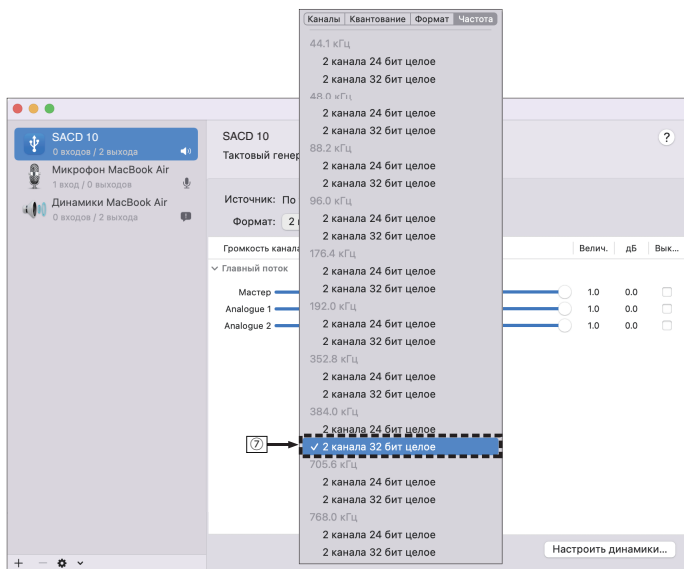 Каналы Квантование Формат Частота
44.1 кГц
2 канала 24 бит целое
2 канала 32 бит целое
48.0 кГц
2 канала 24 бит целое
2 канала 32 бит целое
88.2 кГц
2 канала 24 бит целое
2 канала 32 бит целое
96.0 кГц
2 канала 24 бит целое
2 канала 32 бит целое
176.4 кГц
2 канала 24 бит целое
2 канала 32 бит целое
192.0 кГц
2 канала 24 бит целое
2 канала 32 бит целое
352.8 кГц
2 канала 24 бит целое
2 канала 32 бит целое
384.0 кГц
2 канала 24 бит целое
⑦ ✓ 2 канала 32 бит целое
705.6 кГц
2 канала 24 бит целое
2 канала 32 бит целое
768.0 кГц
2 канала 24 бит целое
2 канала 32 бит целое
SACD 10
0 входов / 2 выхода
Микрофон MacBook Air
1 вход / 0 выходов
Динамики MacBook Air
0 входов / 2 выхода
SACD 10
?
Тактовый генер
Источник: По
Формат: 2
Громкость канала Велич. дБ Вык...
Главный поток
Мастер 1.0 0.0
Analogue 1 1.0 0.0
Analogue 2 1.0 0.0
Настроить динамики...